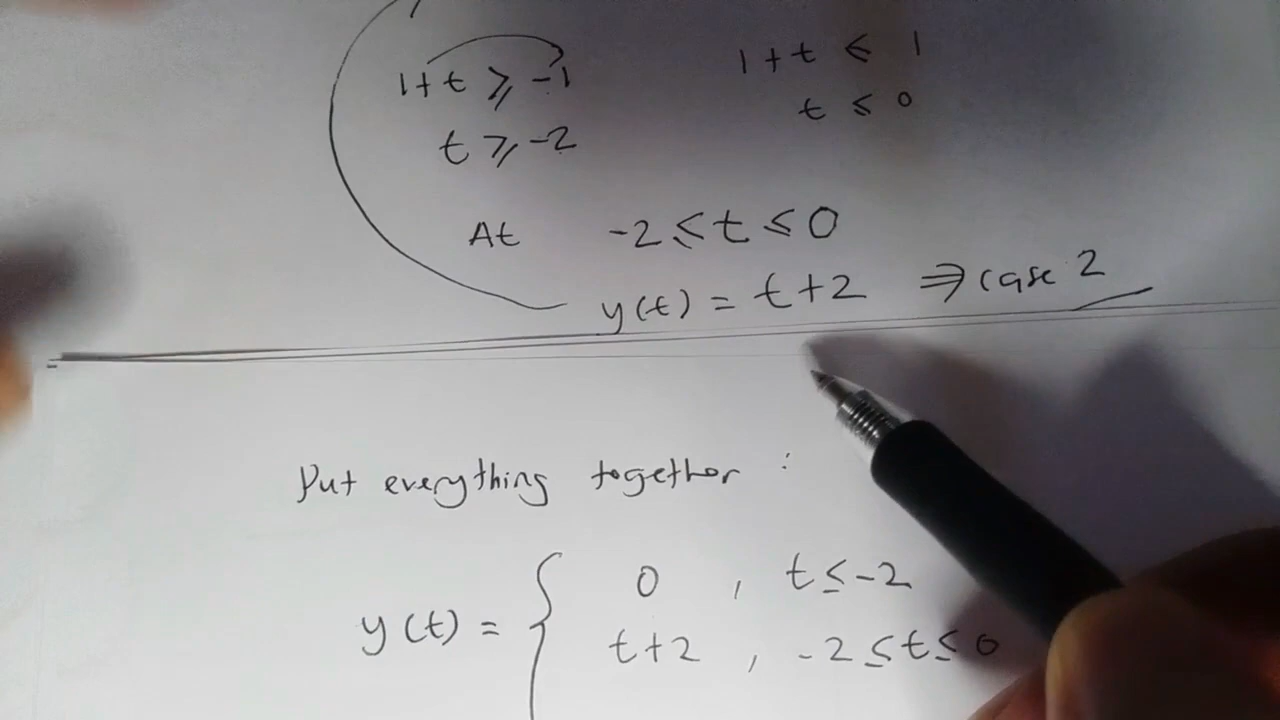 1+t ⩾ -1 1+t ⩽ 1
t ⩾ -2 t ⩽ 0
At -2 ⩽ t ⩽ 0
y(t) = t+2 ⇒ case 2
Put everything together :
y(t) = { 0 , t ≤ -2
t+2 , -2 ≤ t ≤ 0